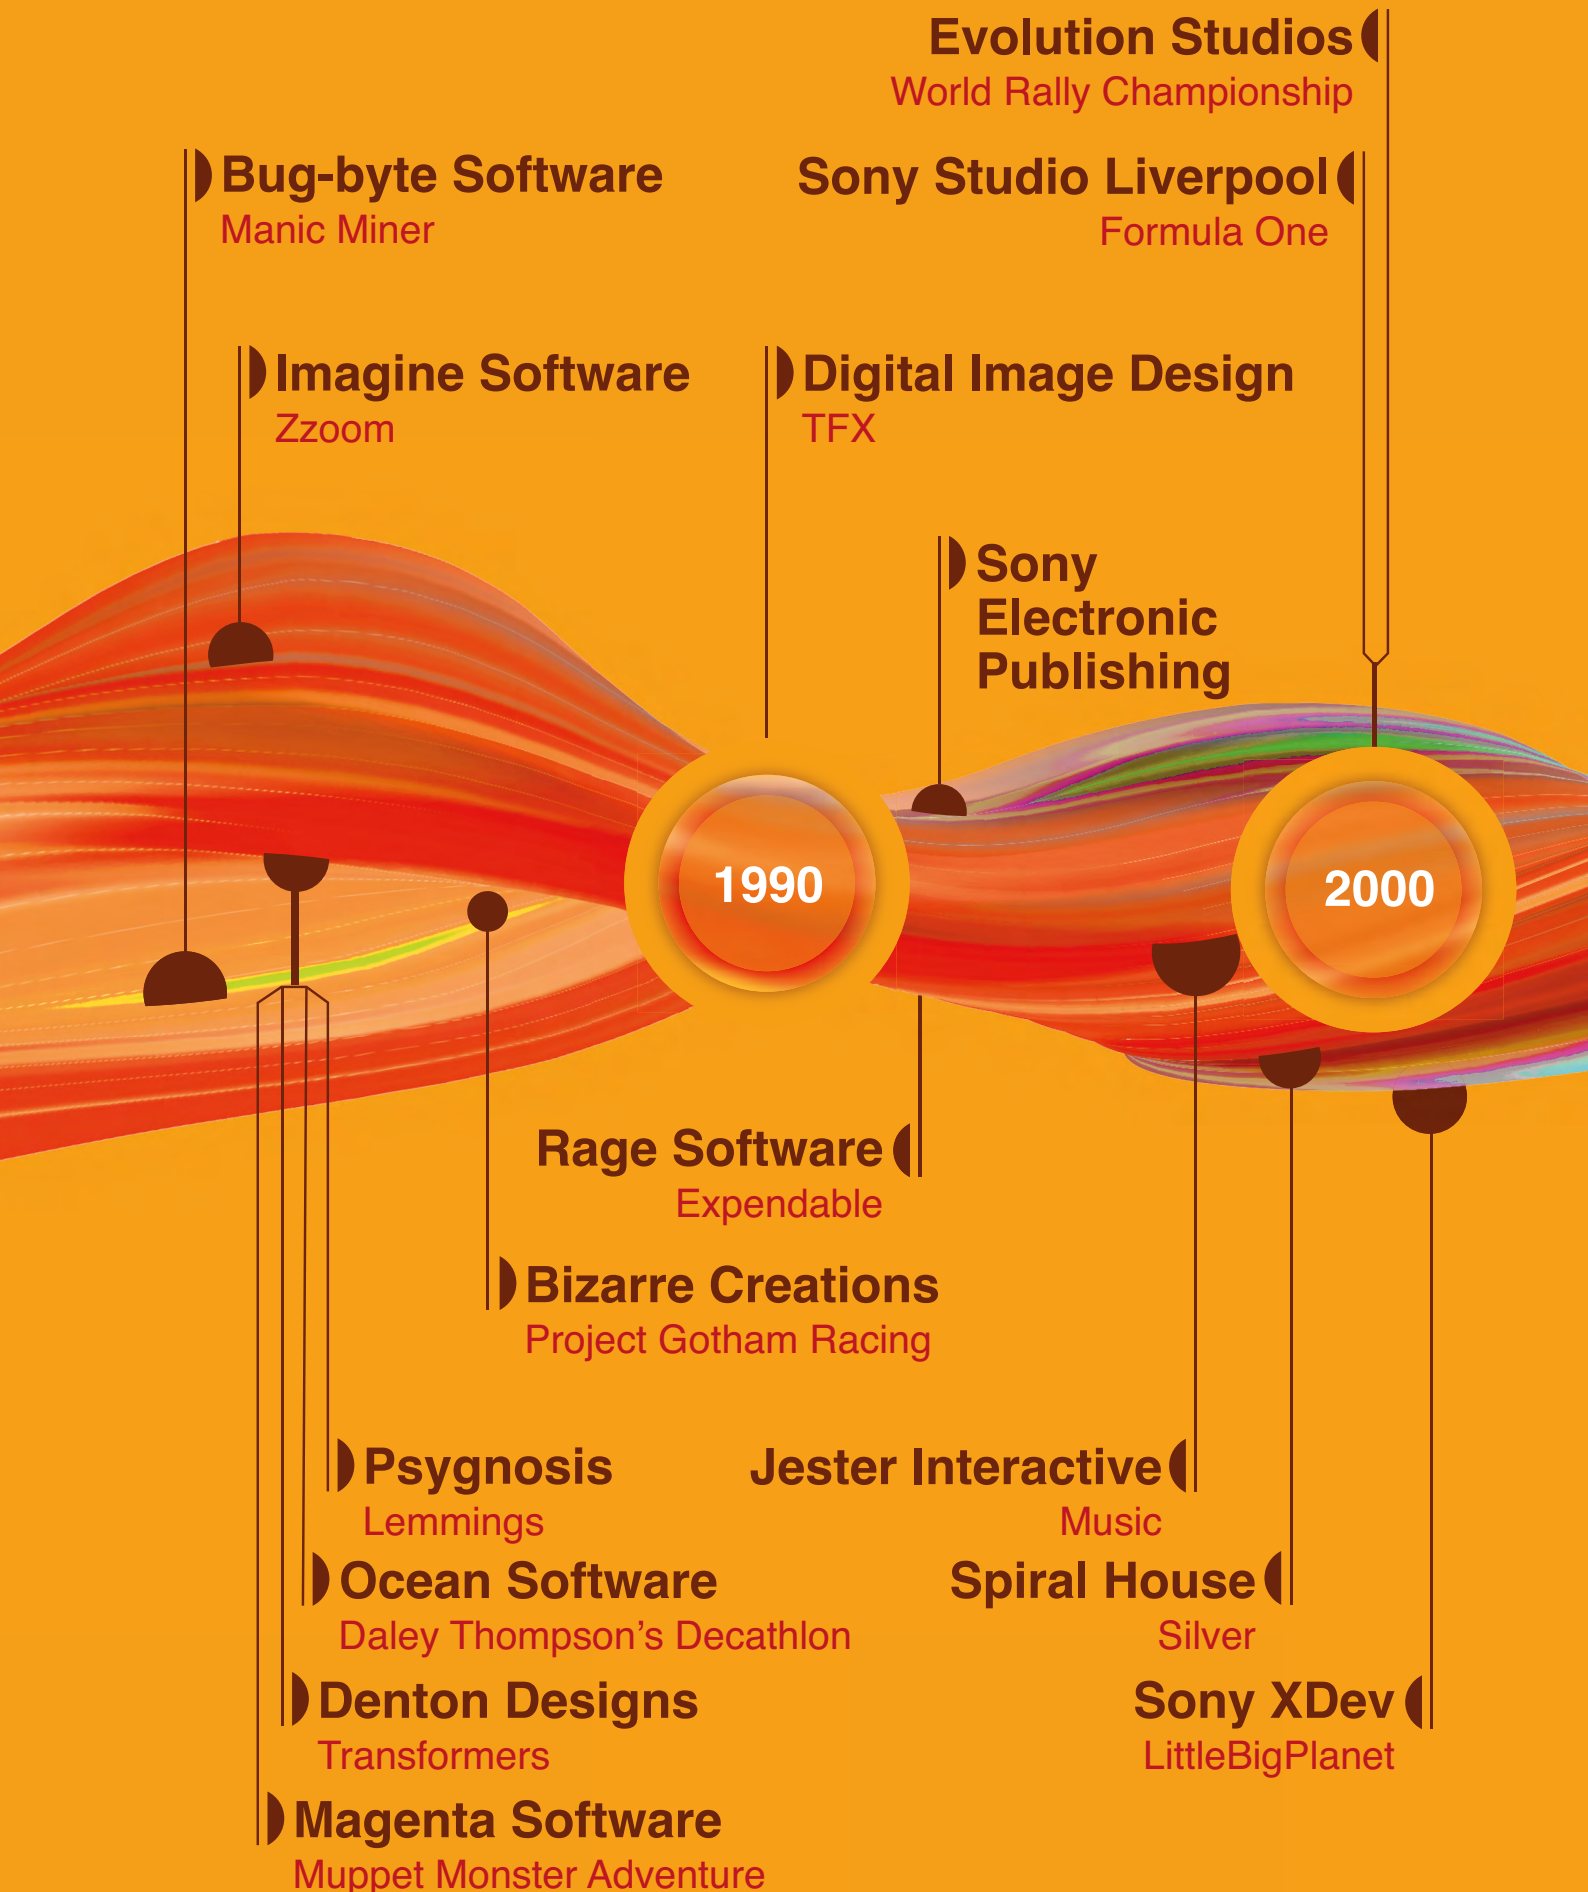 Evolution Studios
World Rally Championship
Bug-byte Software
Manic Miner
Sony Studio Liverpool
Formula One
Imagine Software
Zzoom
Digital Image Design
TFX
Sony
Electronic
Publishing
1990
2000
Rage Software
Expendable
Bizarre Creations
Project Gotham Racing
Psygnosis
Lemmings
Jester Interactive
Music
Ocean Software
Daley Thompson’s Decathlon
Spiral House
Silver
Denton Designs
Transformers
Sony XDev
LittleBigPlanet
Magenta Software
Muppet Monster Adventure